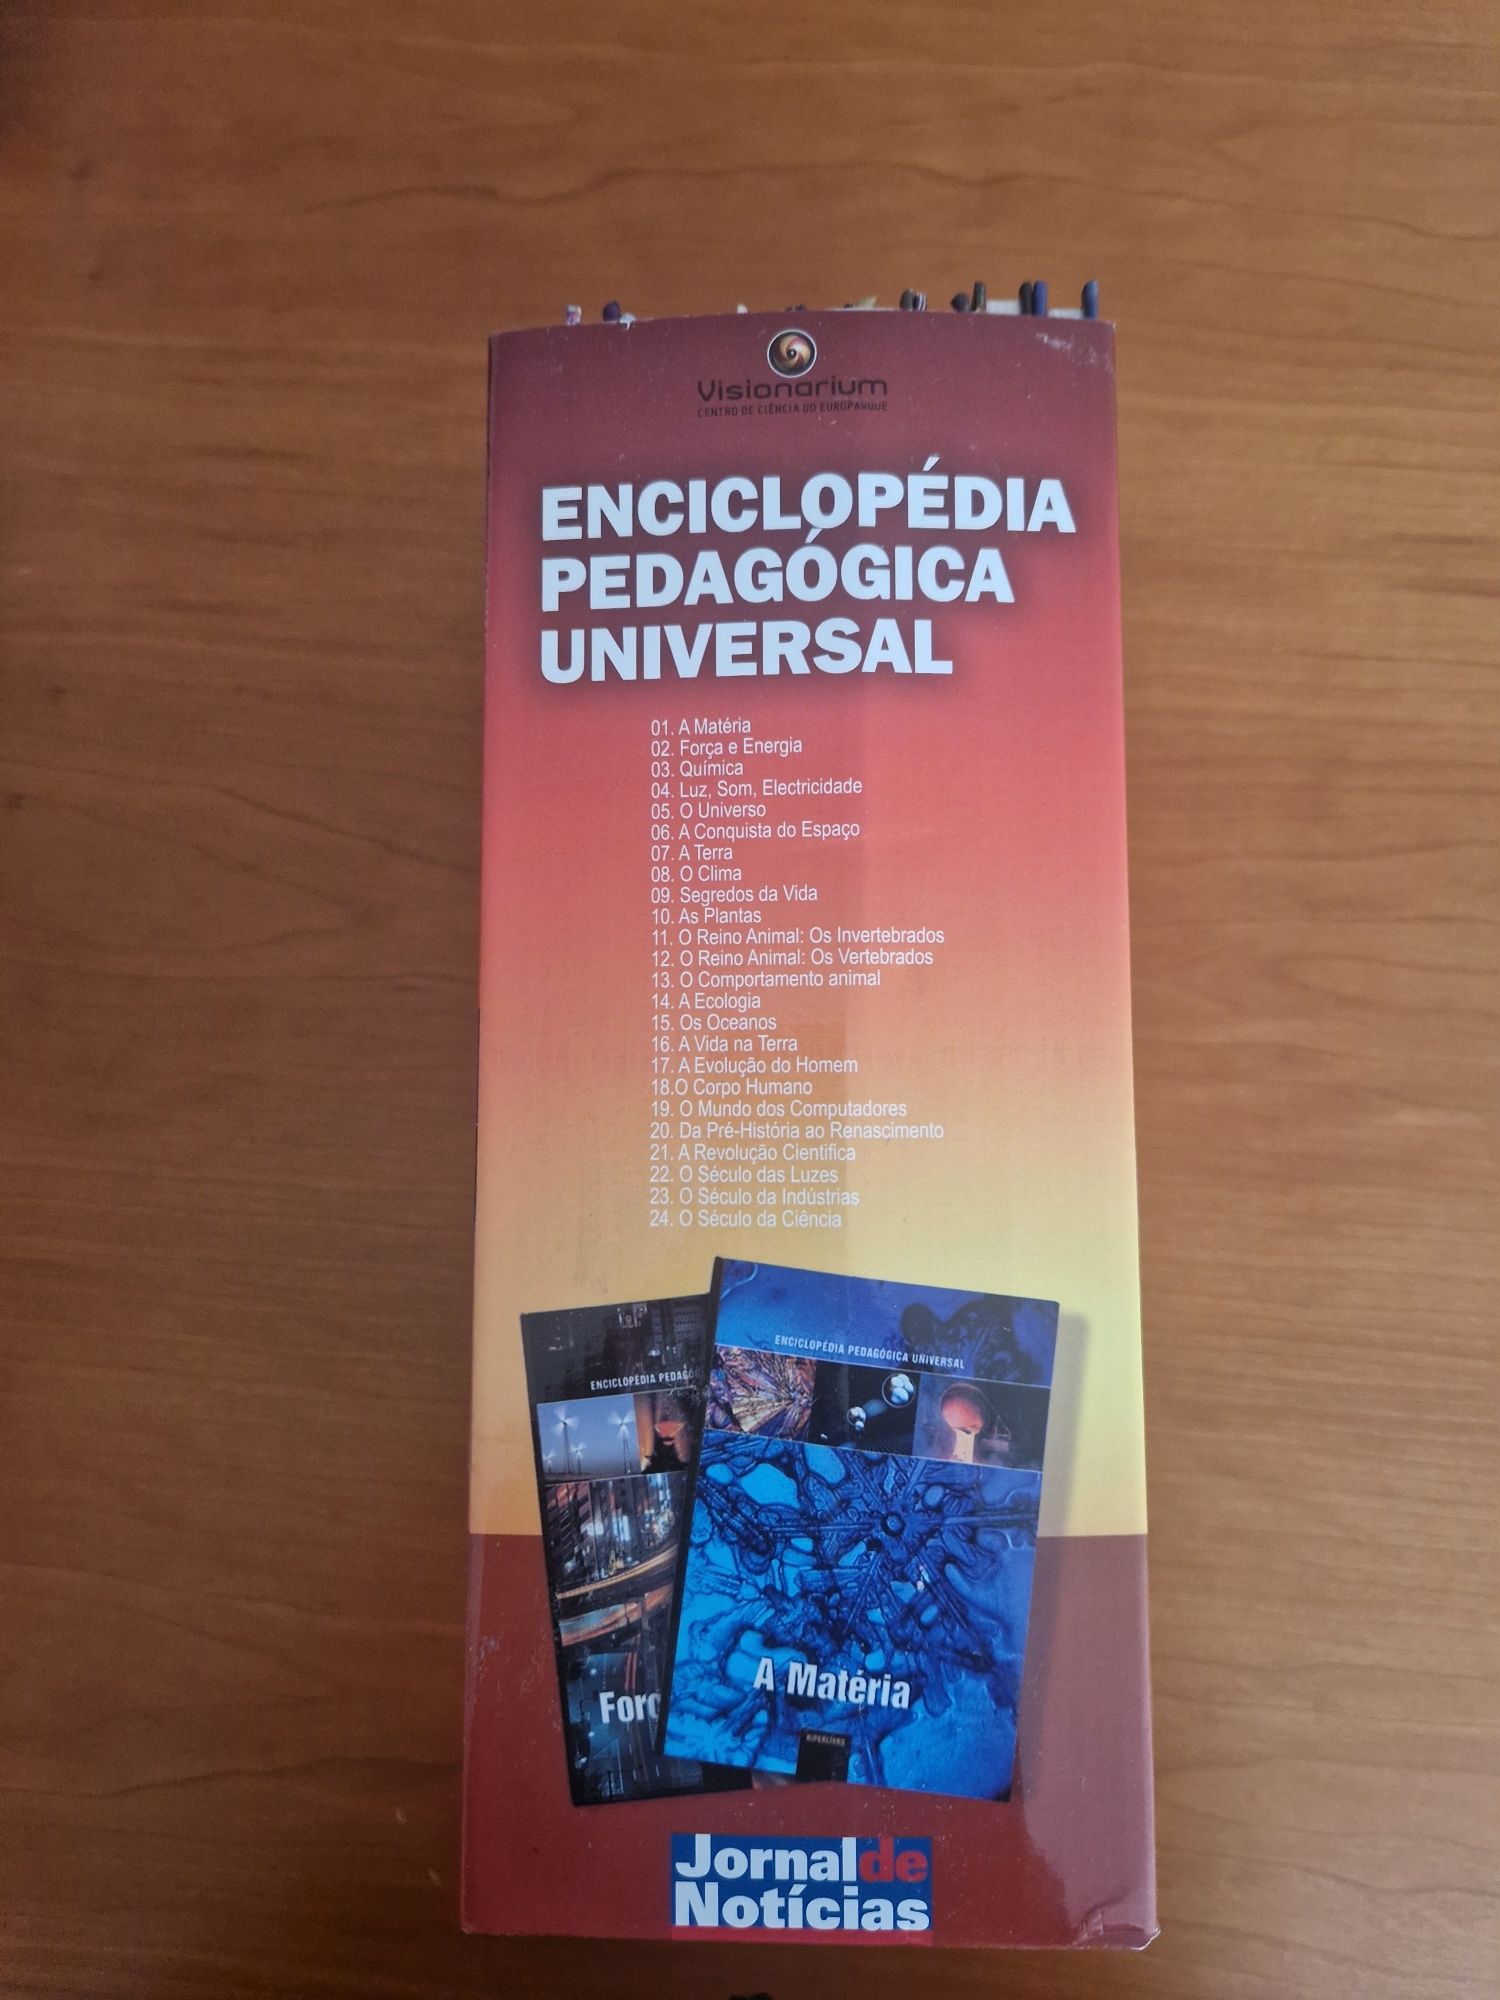 Visionarium
CENTRO DE CIÊNCIA DO EUROPARQUE
ENCICLOPÉDIA
PEDAGÓGICA
UNIVERSAL
01. A Matéria
02. Força e Energia
03. Química
04. Luz, Som, Electricidade
05. O Universo
06. A Conquista do Espaço
07. A Terra
08. O Clima
09. Segredos da Vida
10. As Plantas
11. O Reino Animal: Os Invertebrados
12. O Reino Animal: Os Vertebrados
13. O Comportamento animal
14. A Ecologia
15. Os Oceanos
16. A Vida na Terra
17. A Evolução do Homem
18.O Corpo Humano
19. O Mundo dos Computadores
20. Da Pré-História ao Renascimento
21. A Revolução Cientifica
22. O Século das Luzes
23. O Século da Indústrias
24. O Século da Ciência
ENCICLOPÉDIA PEDAGÓGICA UNIVERSAL
ENCICLOPÉDIA PEDAGÓG
A Matéria
Forç
HIPERLIVRO
Jornal de
Notícias